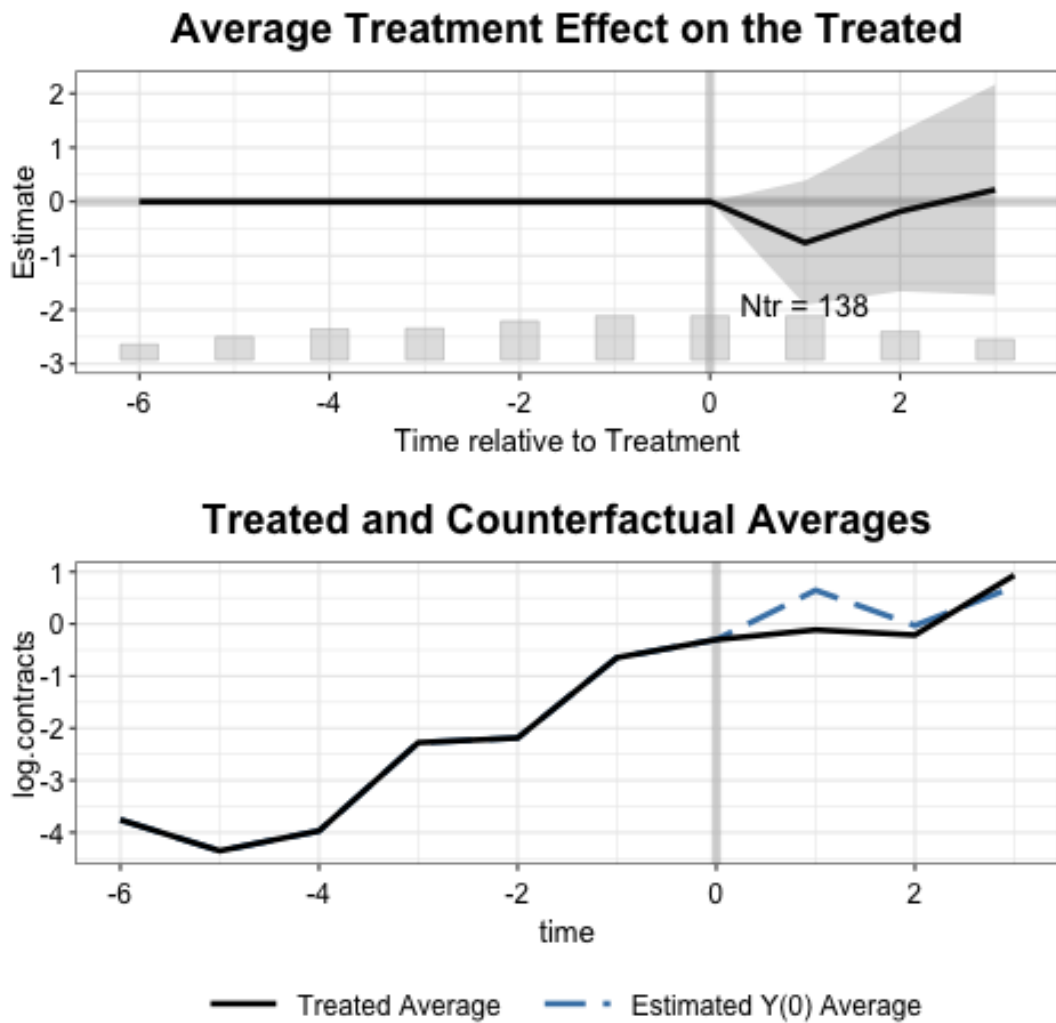 Average Treatment Effect on the Treated
2
1
0
-1
-2
-3
Estimate
Ntr = 138
-6 -4 -2 0 2
Time relative to Treatment
Treated and Counterfactual Averages
1
0
-1
-2
-3
-4
log.contracts
-6 -4 -2 0 2
time
Treated Average Estimated Y(0) Average